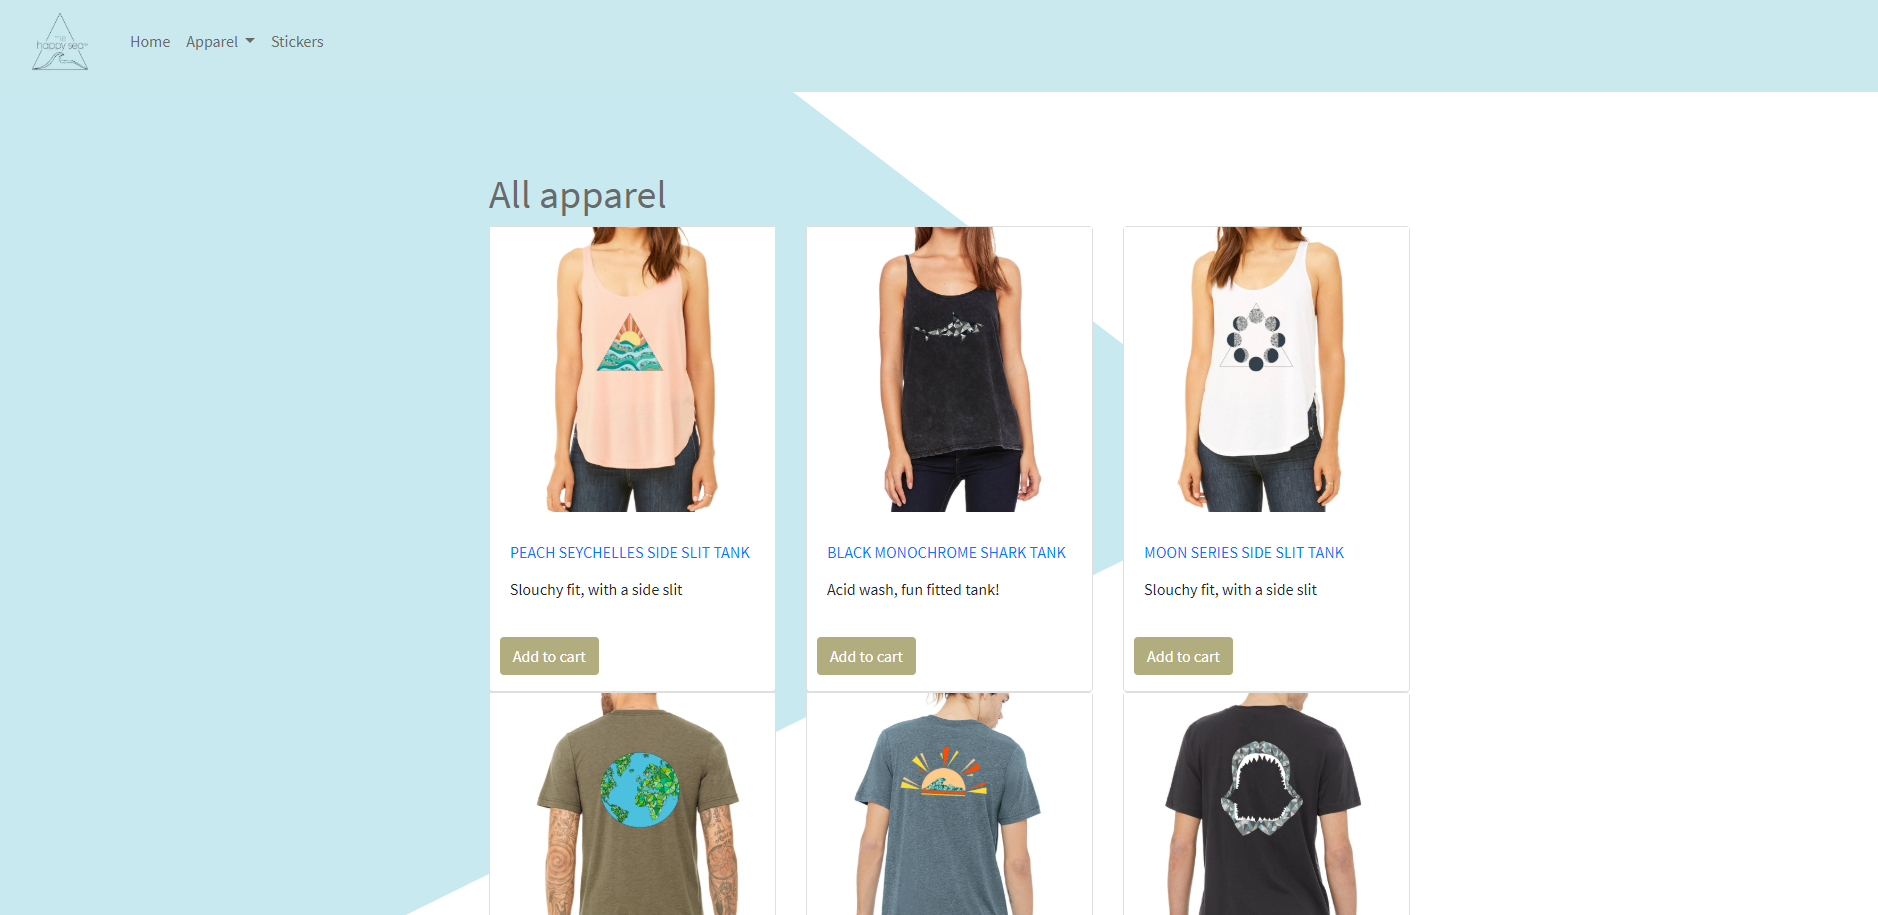 the
happy sea
Home
Apparel
Stickers
All apparel
PEACH SEYCHELLES SIDE SLIT TANK
Slouchy fit, with a side slit
Add to cart
BLACK MONOCHROME SHARK TANK
Acid wash, fun fitted tank!
Add to cart
MOON SERIES SIDE SLIT TANK
Slouchy fit, with a side slit
Add to cart